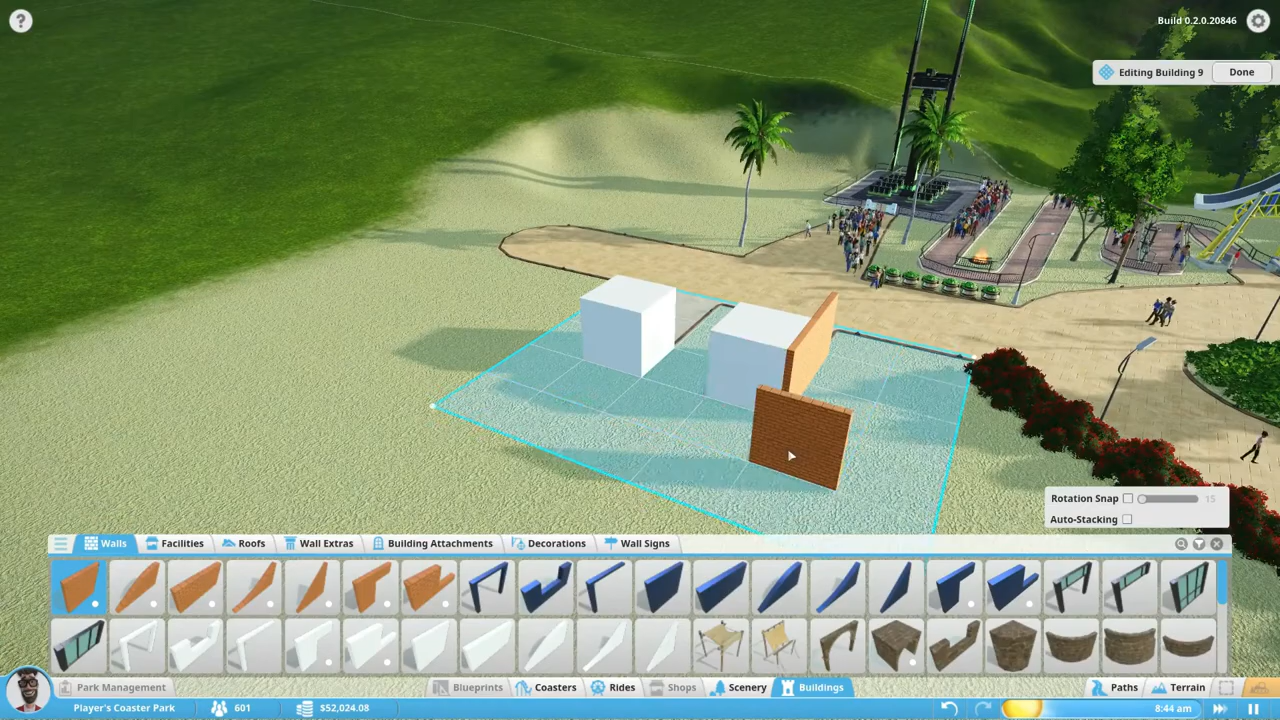 ?
Build 0.2.0.20846
Editing Building 9 Done
Rotation Snap 15
Auto-Stacking
Walls Facilities Roofs Wall Extras Building Attachments Decorations Wall Signs
Park Management Blueprints Coasters Rides Shops Scenery Buildings Paths Terrain
Player's Coaster Park 601 $52,024.08 8:44 am